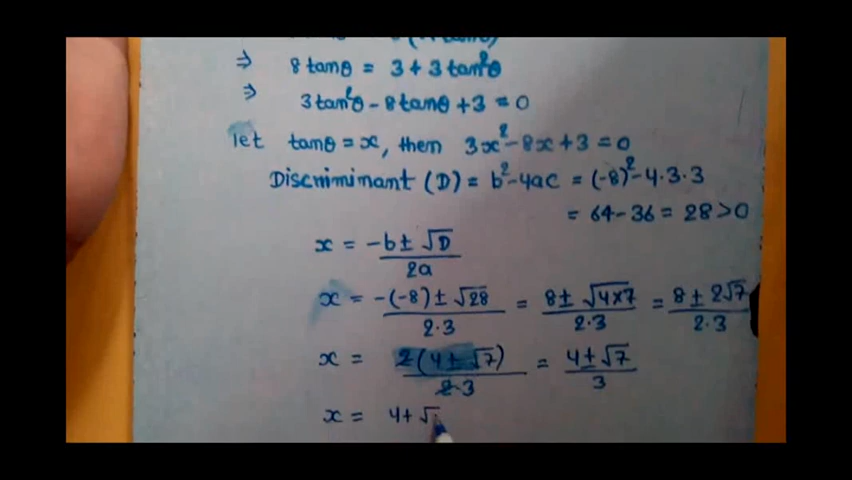 ⇒ 8 tanθ = 3 + 3 tan²θ
⇒ 3 tan²θ - 8 tanθ + 3 = 0
let tanθ = x, then 3x² - 8x + 3 = 0
Discriminant (D) = b² - 4ac = (-8)² - 4·3·3
= 64 - 36 = 28 > 0
x = -b ± √D / 2a
x = -(-8) ± √28 / 2·3 = 8 ± √4×7 / 2·3 = 8 ± 2√7 / 2·3
x = 2(4 ± √7) / 2·3 = 4 ± √7 / 3
x = 4 + √